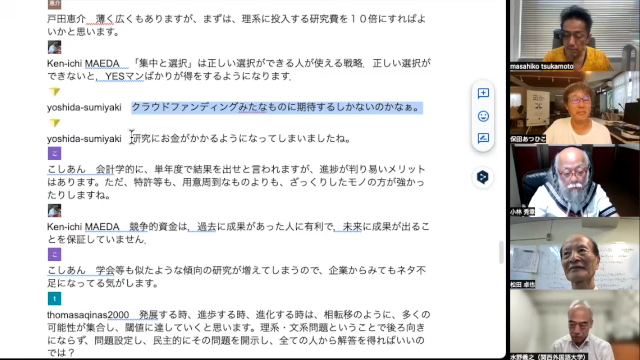 恵介
戸田恵介　薄く広くもありますが、まずは、理系に投入する研究費を１０倍にすればよ
いかと思います。
Ken-ichi MAEDA　「集中と選択」は正しい選択ができる人が使える戦略．正しい選択が
できないと、YESマンばかりが得をするようになります．
yoshida-sumiyaki　クラウドファンディングみたなものに期待するしかないのかなぁ。
yoshida-sumiyaki　研究にお金がかかるようになってしまいましたね。
こ
こしあん　会計学的に、単年度で結果を出せと言われますが、進捗が判り易いメリット
はあります。ただ、特許等も、用意周到なものよりも、ざっくりしたモノの方が強かっ
たりしますね。
Ken-ichi MAEDA　競争的資金は、過去に成果があった人に有利で、未来に成果が出るこ
とを保証していません．
こ
こしあん　学会等も似たような傾向の研究が増えてしまうので、企業からみてもネタ不
足になってる気がします。
t
thomasaqinas2000　発展する時、進歩する時、進化する時は、相転移のように、多くの
可能性が集合し、閾値に達していくと思います。理系・文系問題ということで後ろ向き
にならず、問題設定し、民主的にその問題を開示し、全ての人から解答を得ればいいの
では？
masahiko tsukamoto
保田あつひこ
小林 秀章
松田 卓也
水野義之（関西外国語大学）